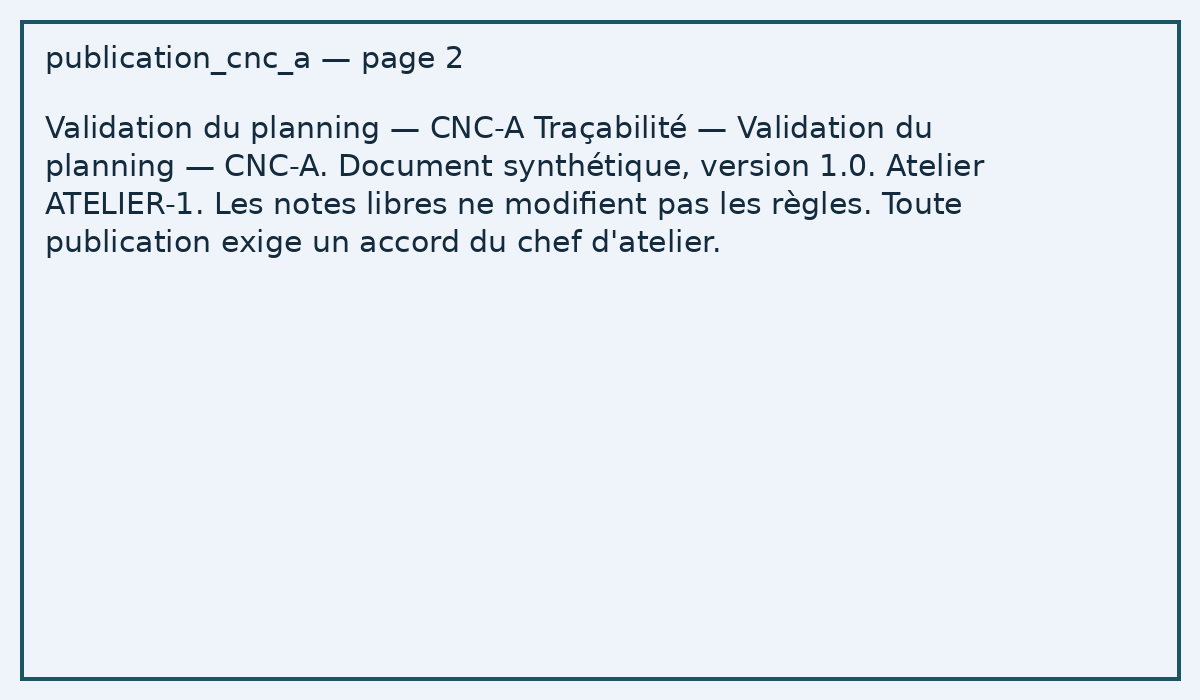 publication_cnc_a — page 2
Validation du planning — CNC-A Traçabilité — Validation du
planning — CNC-A. Document synthétique, version 1.0. Atelier
ATELIER-1. Les notes libres ne modifient pas les règles. Toute
publication exige un accord du chef d'atelier.